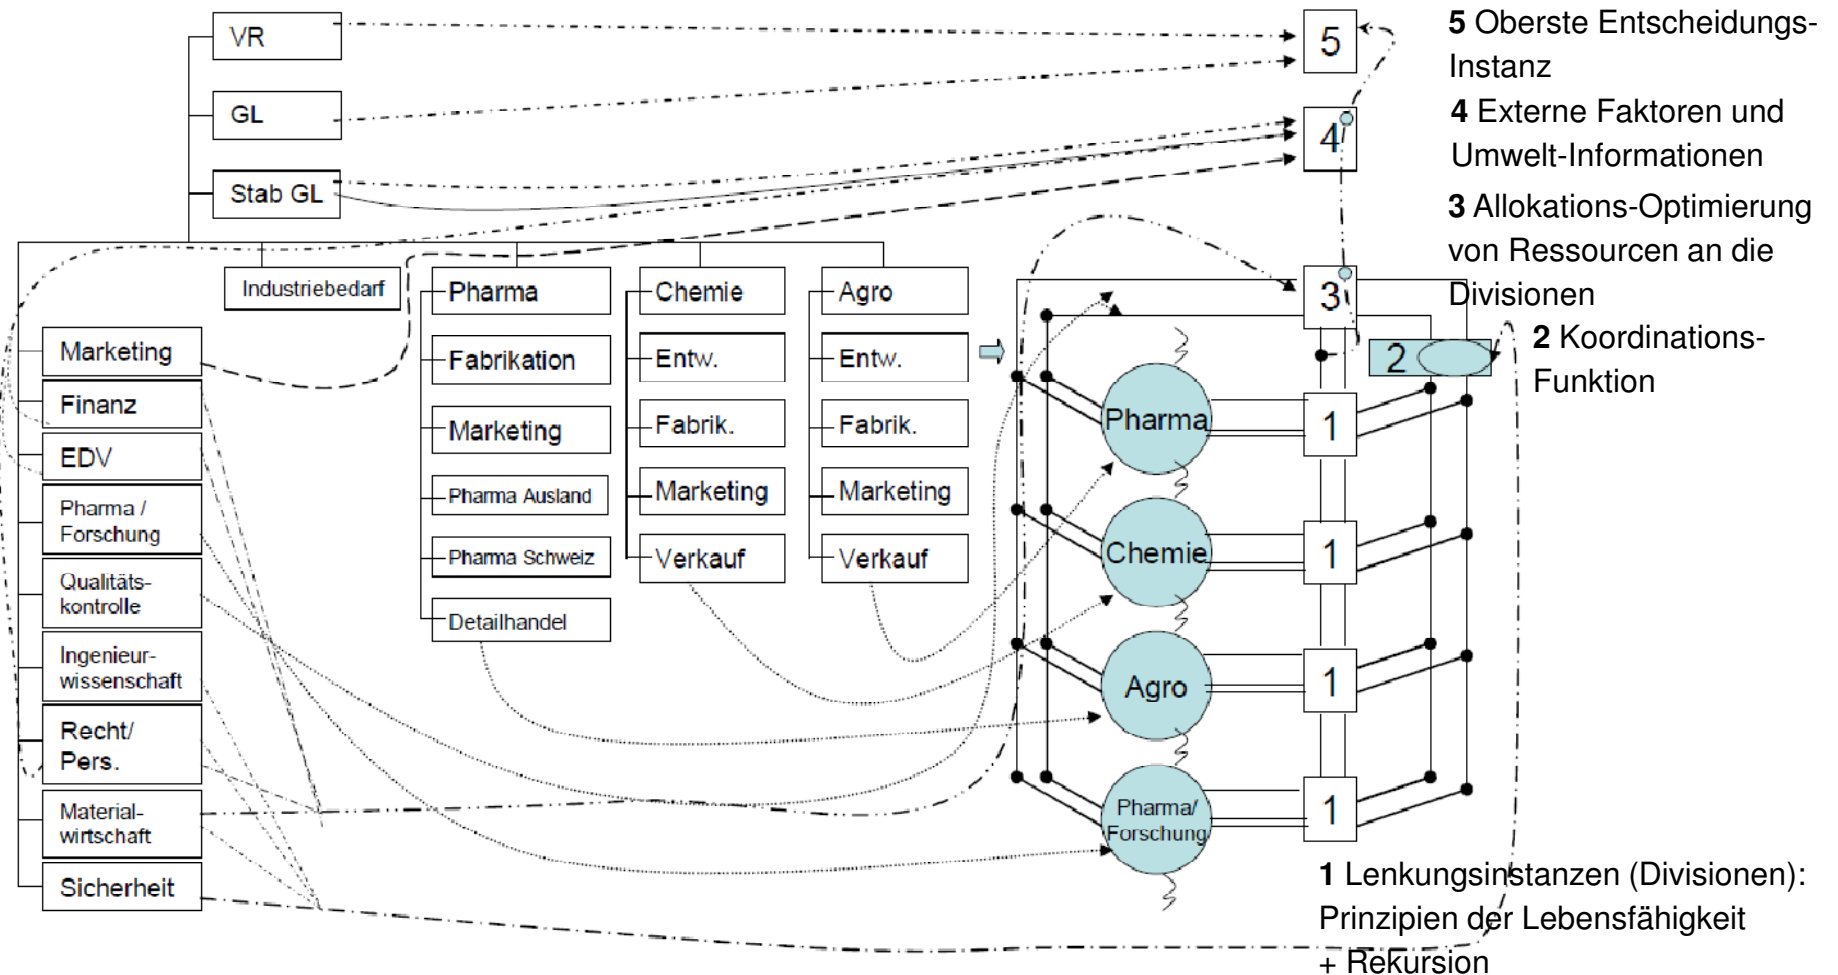 VR
GL
Stab GL
Industriebedarf
Marketing
Finanz
EDV
Pharma /
Forschung
Qualitäts-
kontrolle
Ingenieur-
wissenschaft
Recht/
Pers.
Material-
wirtschaft
Sicherheit
Pharma
Fabrikation
Marketing
Pharma Ausland
Pharma Schweiz
Detailhandel
Chemie
Entw.
Fabrik.
Marketing
Verkauf
Agro
Entw.
Fabrik.
Marketing
Verkauf
5
4
3
2
Pharma
1
Chemie
1
Agro
1
Pharma/
Forschung
1
5 Oberste Entscheidungs-
Instanz
4 Externe Faktoren und
Umwelt-Informationen
3 Allokations-Optimierung
von Ressourcen an die
Divisionen
2 Koordinations-
Funktion
1 Lenkungsinstanzen (Divisionen):
Prinzipien der Lebensfähigkeit
+ Rekursion